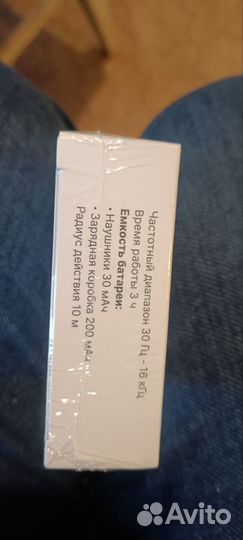 Частотный диапазон 30 Гц - 16 кГц
Время работы 3 ч
Емкость батареи:
• Наушники 30 мАч
• Зарядная коробка 200 мАч
Радиус действия 10 м
Avito